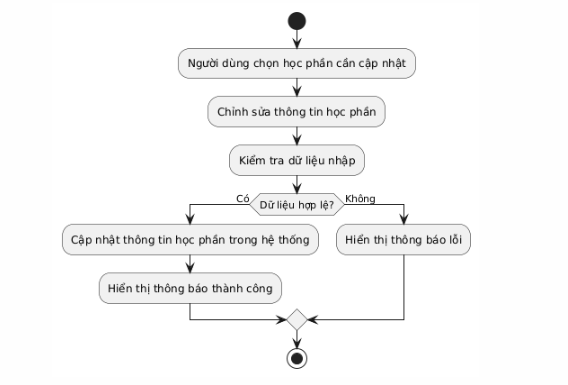 Người dùng chọn học phần cần cập nhật
Chỉnh sửa thông tin học phần
Kiểm tra dữ liệu nhập
Dữ liệu hợp lệ?
Có
Không
Cập nhật thông tin học phần trong hệ thống
Hiển thị thông báo lỗi
Hiển thị thông báo thành công